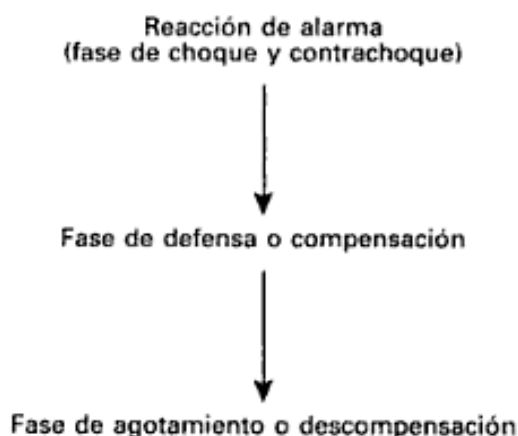 Reacción de alarma
(fase de choque y contrachoque)
Fase de defensa o compensación
Fase de agotamiento o descompensación